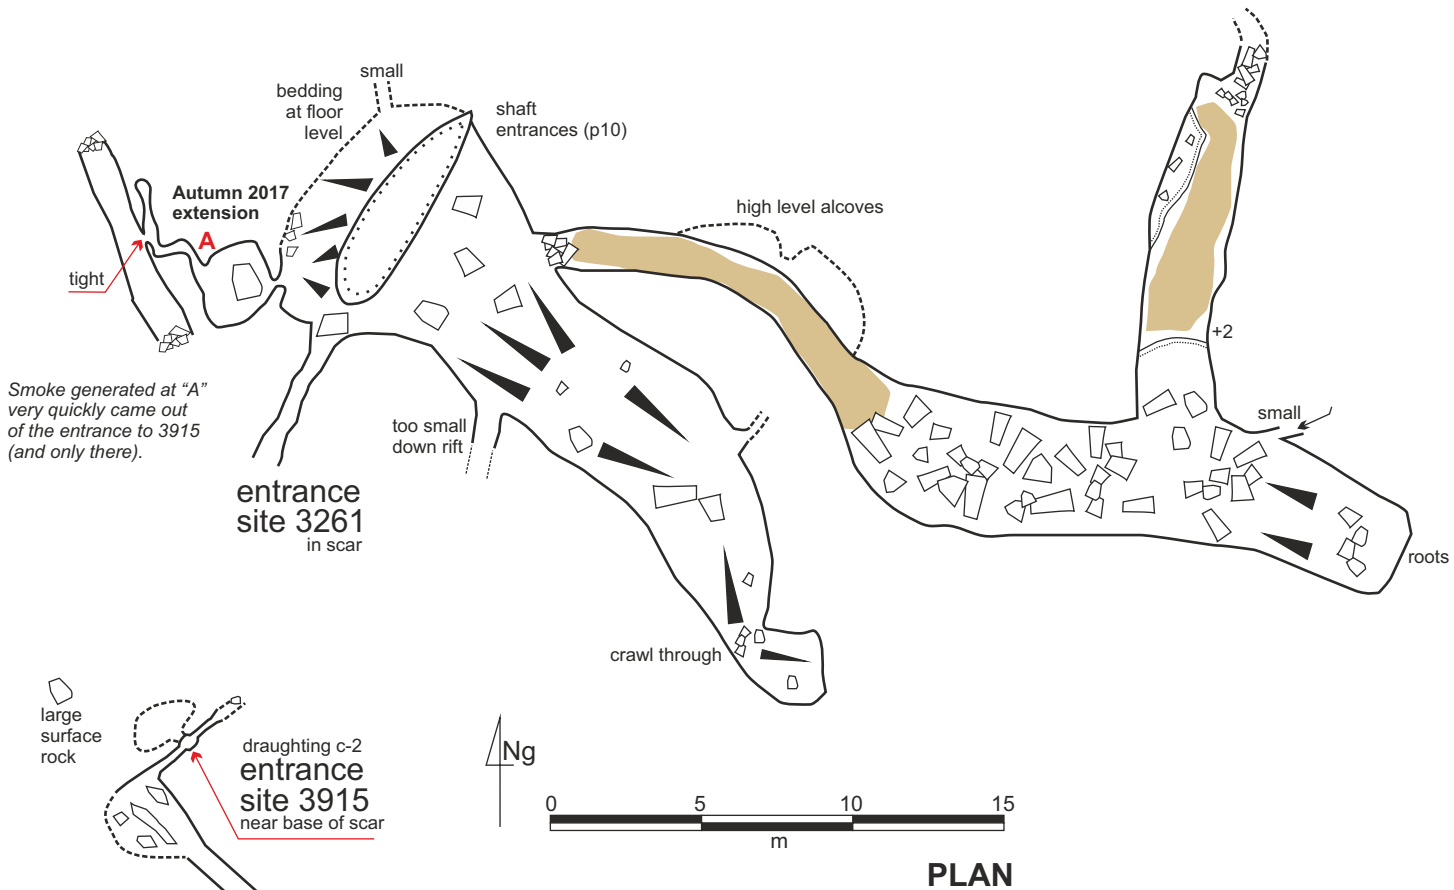 small
bedding
at floor
level
shaft
entrances (p10)
Autumn 2017
extension
A
tight
high level alcoves
+2
Smoke generated at “A”
very quickly came out
of the entrance to 3915
(and only there).
too small
down rift
small
entrance
site 3261
in scar
roots
crawl through
large
surface
rock
draughting c-2
entrance
site 3915
near base of scar
Ng
0 5 10 15
m
PLAN